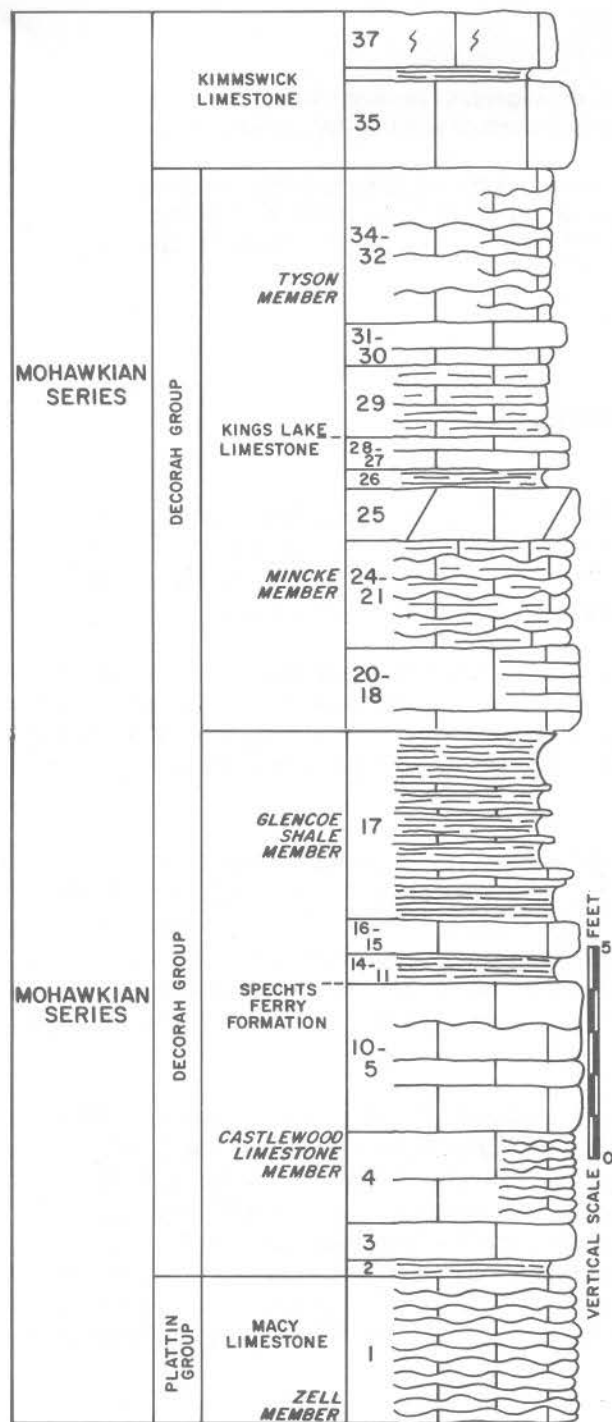 37
KIMMSWICK
LIMESTONE
35
34-
32
TYSON
MEMBER
31-
30
MOHAWKIAN
SERIES
29
DECORAH GROUP
KINGS LAKE
LIMESTONE
28-
27
26
25
MINCKE
MEMBER
24-
21
20-
18
GLENCOE
SHALE
MEMBER
17
16-
15
14-
11
MOHAWKIAN
SERIES
DECORAH GROUP
SPECHTS
FERRY
FORMATION
10-
5
CASTLEWOOD
LIMESTONE
MEMBER
4
3
2
5
FEET
0
VERTICAL SCALE
PLATTIN
GROUP
MACY
LIMESTONE
1
ZELL
MEMBER